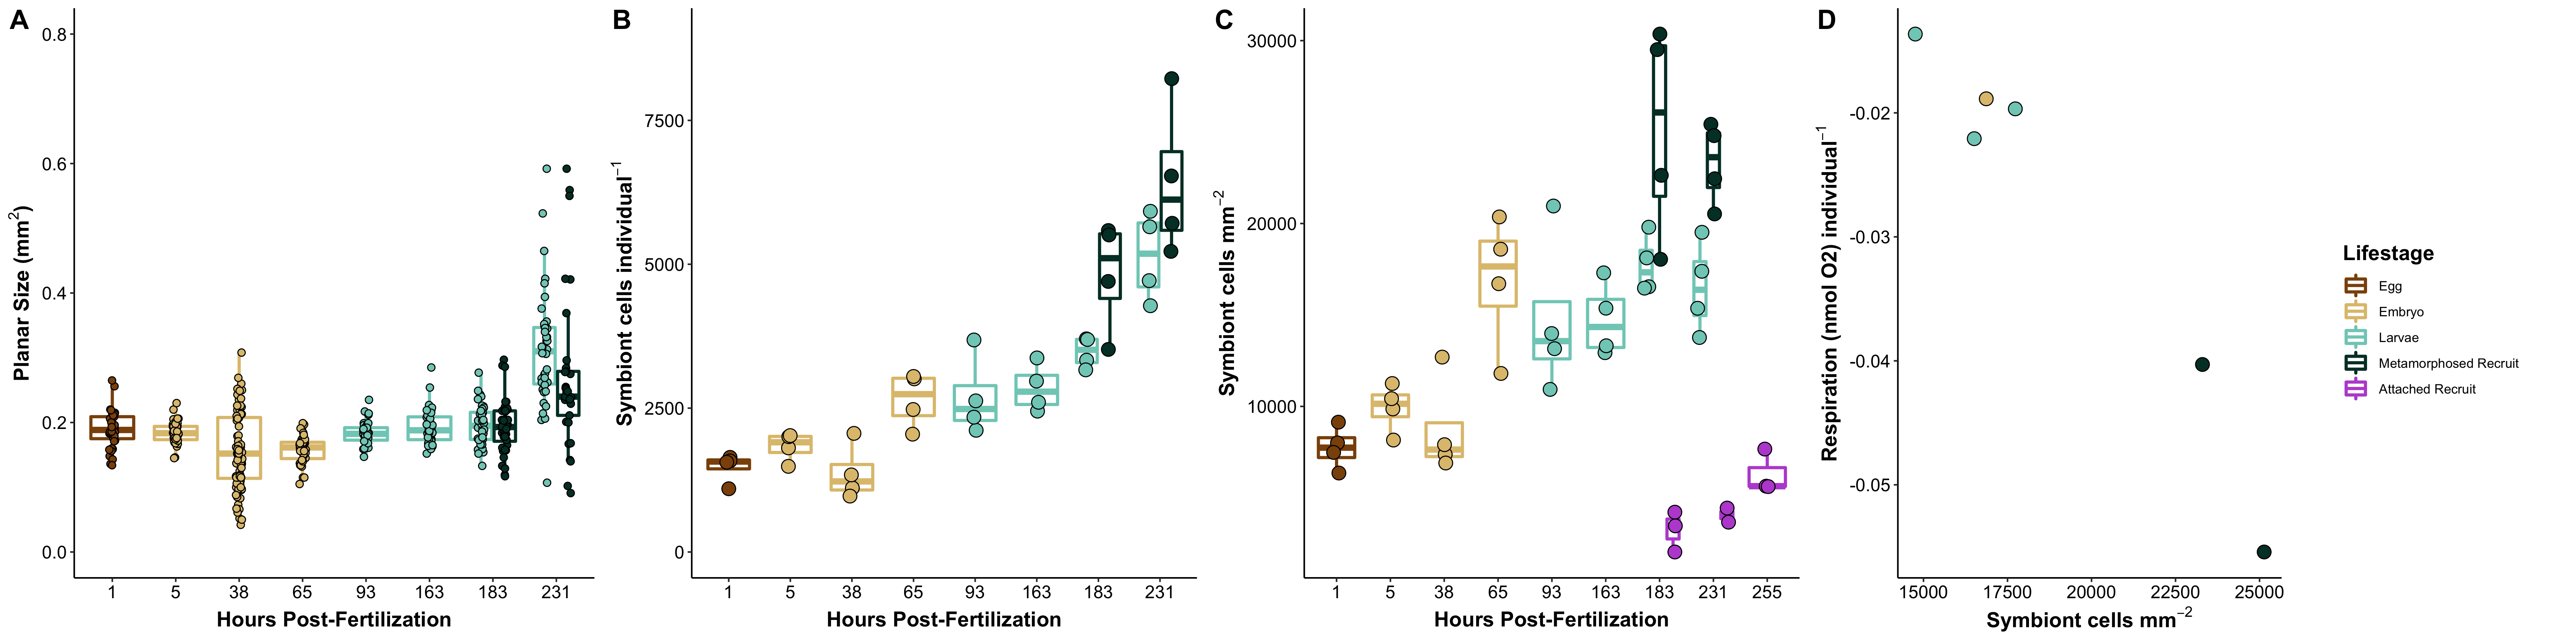 A
Planar Size (mm²)
0.8
0.6
0.4
0.2
0.0
1 5 38 65 93 163 183 231
Hours Post-Fertilization
B
Symbiont cells individual⁻¹
7500
5000
2500
0
1 5 38 65 93 163 183 231
Hours Post-Fertilization
C
Symbiont cells mm⁻²
30000
20000
10000
1 5 38 65 93 163 183 231 255
Hours Post-Fertilization
D
Respiration (nmol O2) individual⁻¹
-0.02
-0.03
-0.04
-0.05
15000 17500 20000 22500 25000
Symbiont cells mm⁻²
Lifestage
Egg
Embryo
Larvae
Metamorphosed Recruit
Attached Recruit